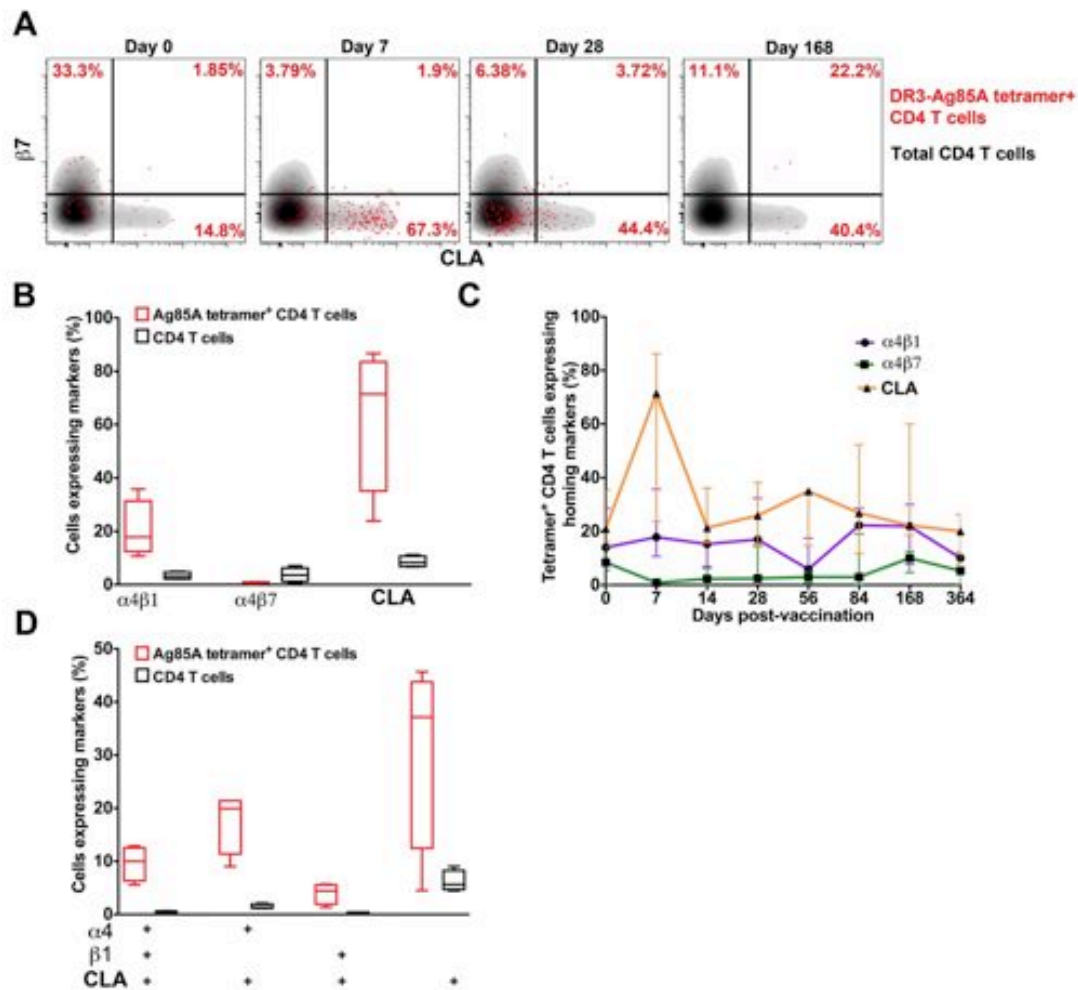 A
Day 0
Day 7
Day 28
Day 168
33.3%
1.85%
3.79%
1.9%
6.38%
3.72%
11.1%
22.2%
14.8%
67.3%
44.4%
40.4%
β7
CLA
DR3-Ag85A tetramer+
CD4 T cells
Total CD4 T cells
B
Ag85A tetramer⁺ CD4 T cells
CD4 T cells
Cells expressing markers (%)
100
80
60
40
20
0
α4β1
α4β7
CLA
C
α4β1
α4β7
CLA
Tetramer⁺ CD4 T cells expressing
homing markers (%)
100
80
60
40
20
0
0
7
14
28
56
84
168
364
Days post-vaccination
D
Ag85A tetramer⁺ CD4 T cells
CD4 T cells
Cells expressing markers (%)
50
40
30
20
10
0
α4 + +
β1 + +
CLA + + + +